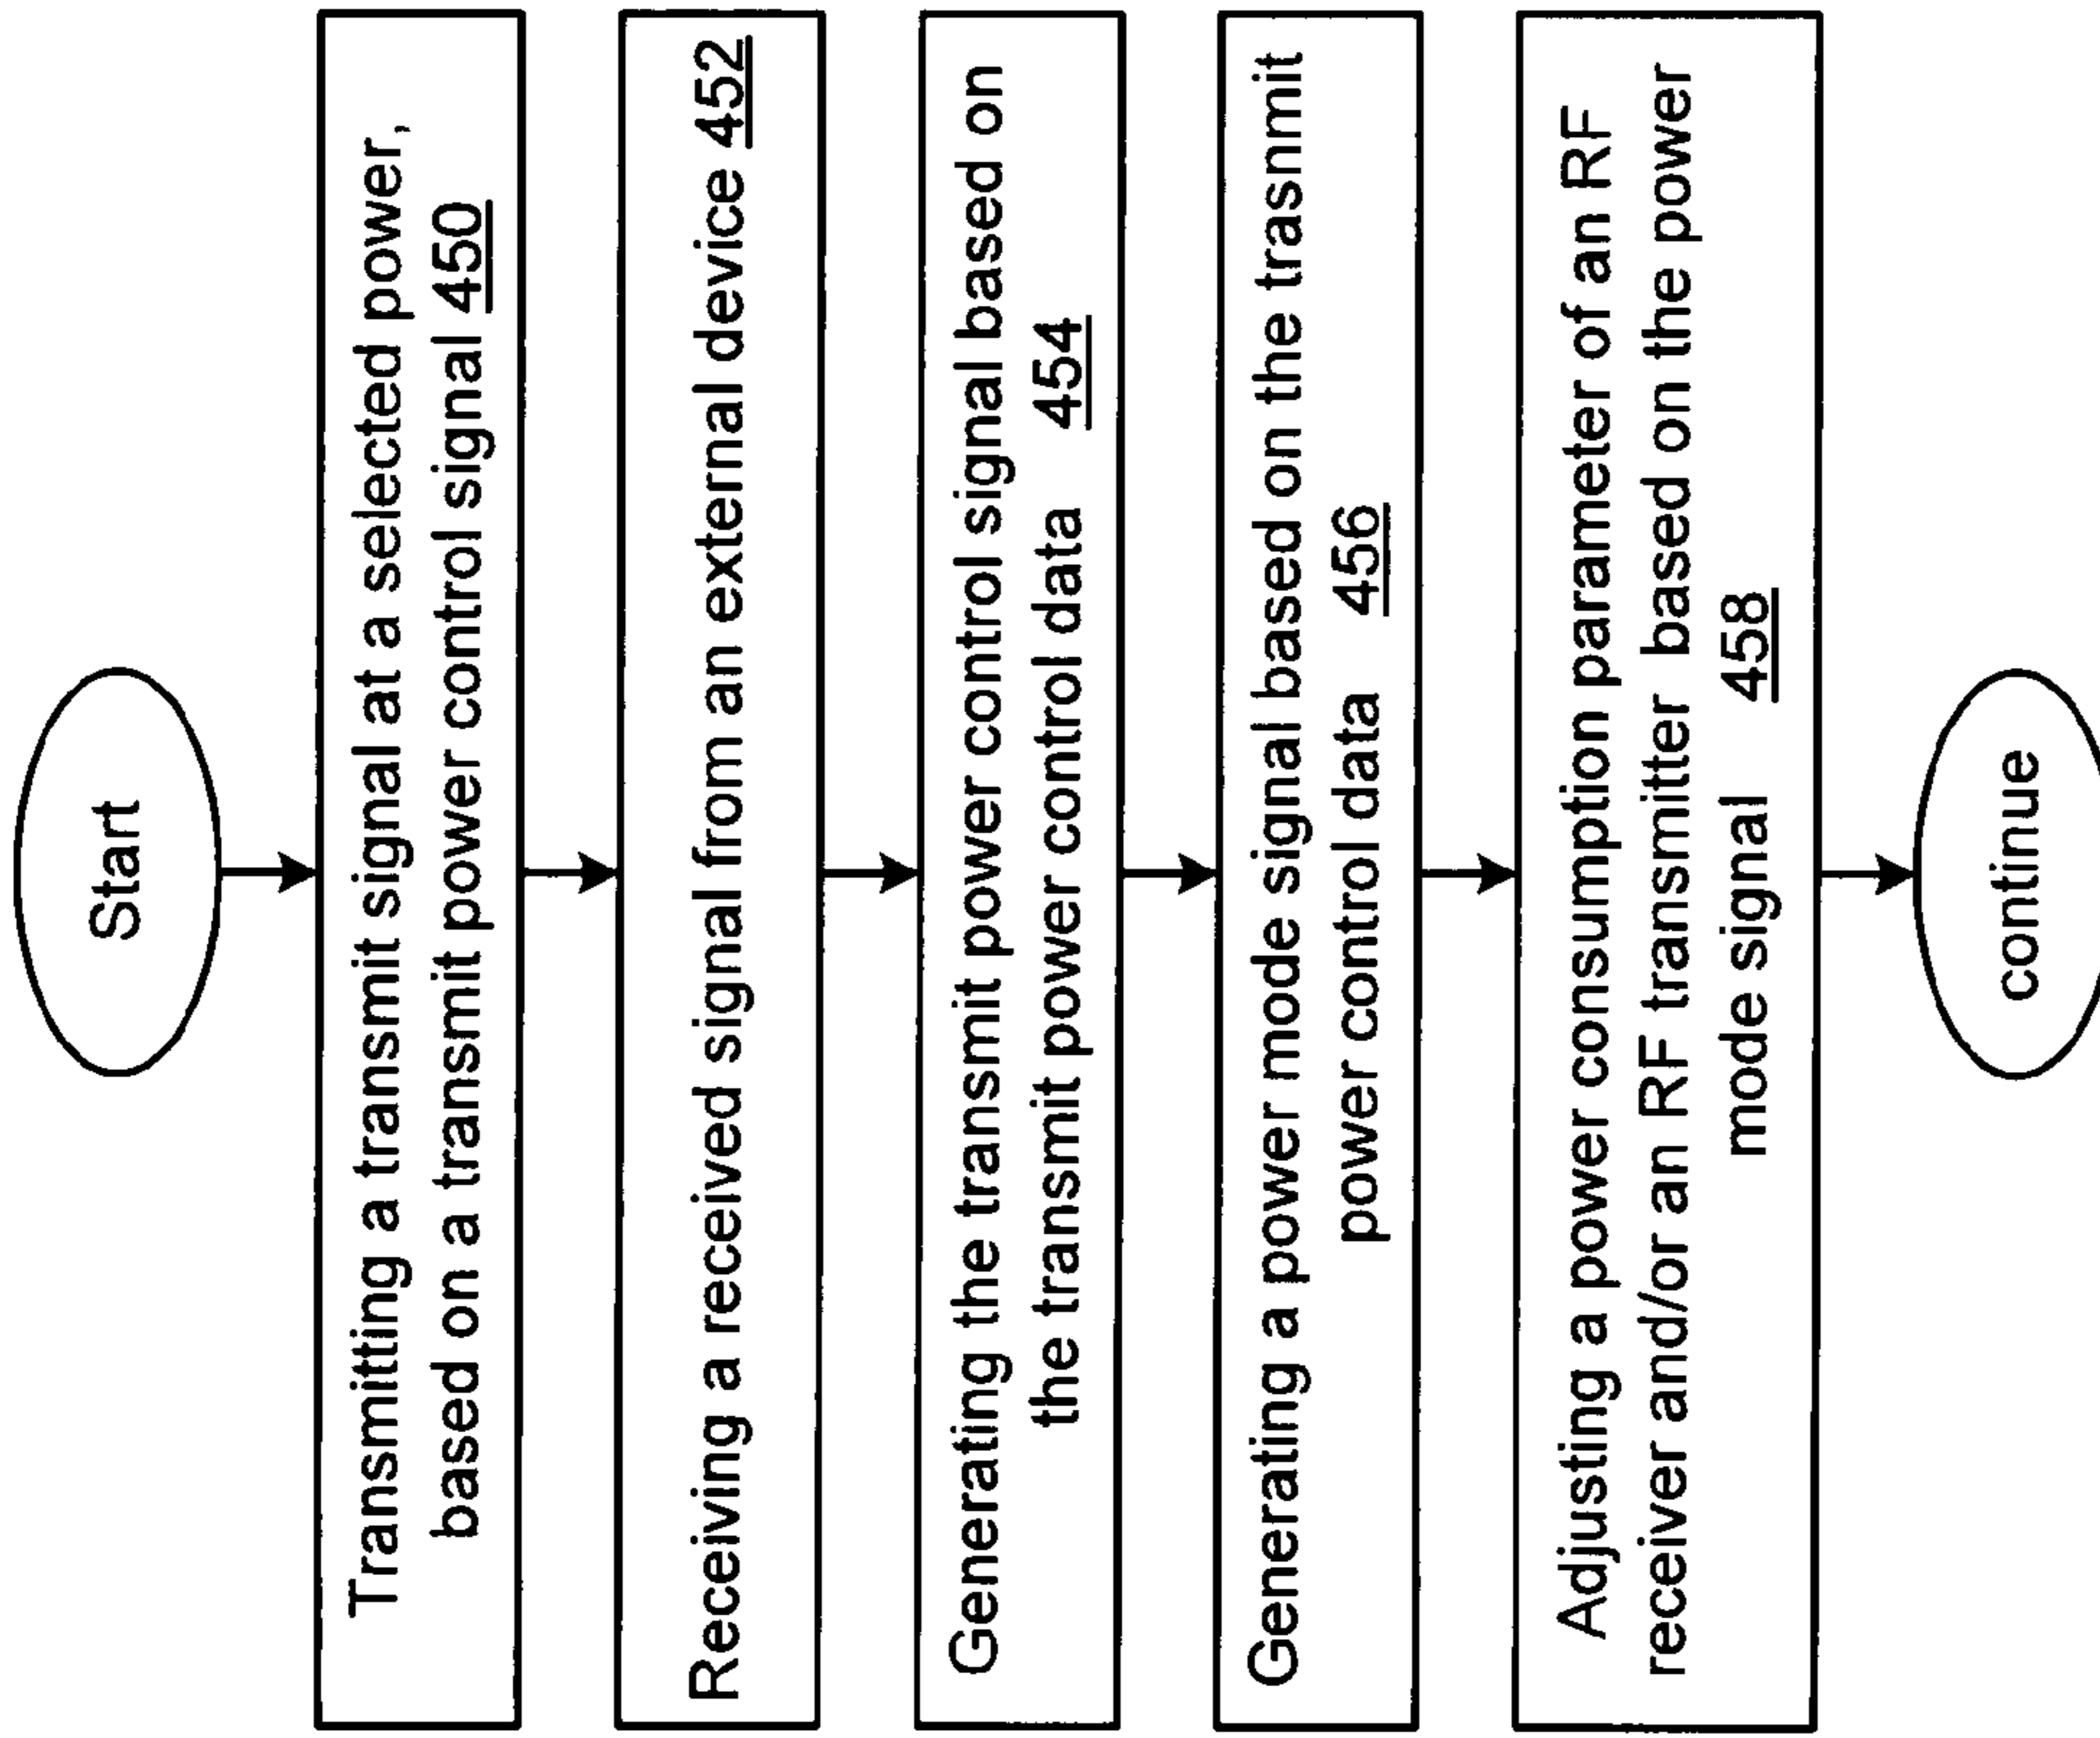 Start
Transmitting a transmit signal at a selected power,
based on a transmit power control signal 450
Receiving a received signal from an external device 452
Generating the transmit power control signal based on
the transmit power control data 454
Generating a power mode signal based on the trasnmit
power control data 456
Adjusting a power consumption parameter of an RF
receiver and/or an RF transmitter based on the power
mode signal 458
continue